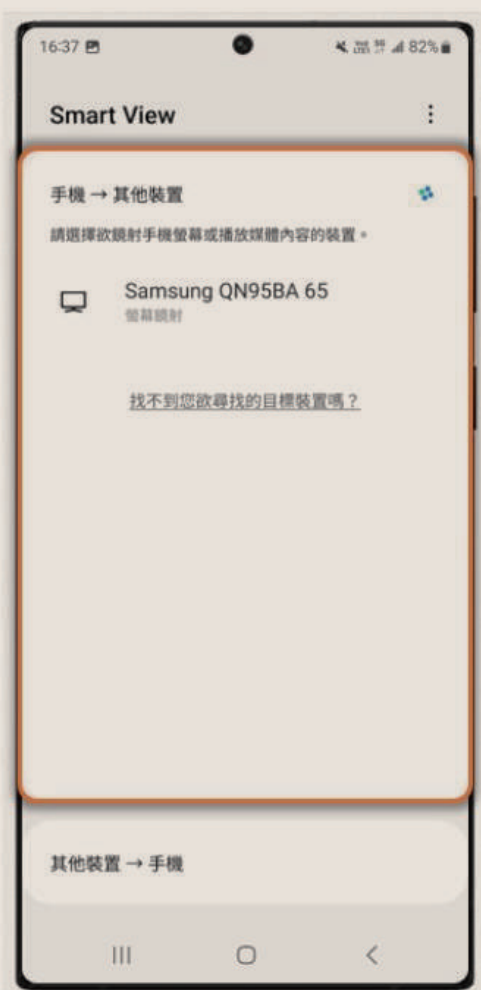 16:37 82%
Smart View
手機 → 其他裝置
請選擇欲鏡射手機螢幕或播放媒體內容的裝置。
Samsung QN95BA 65
螢幕鏡射
找不到您欲尋找的目標裝置嗎？
其他裝置 → 手機